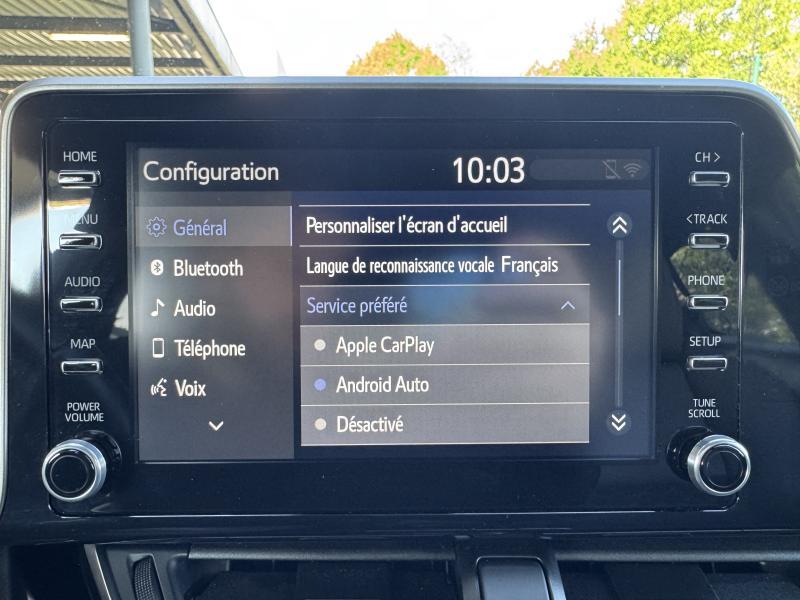 HOME
MENU
AUDIO
MAP
POWER
VOLUME
Configuration
10:03
Général
Bluetooth
Audio
Téléphone
Voix
Personnaliser l'écran d'accueil
Langue de reconnaissance vocale Français
Service préféré
Apple CarPlay
Android Auto
Désactivé
CH >
< TRACK
PHONE
SETUP
TUNE
SCROLL